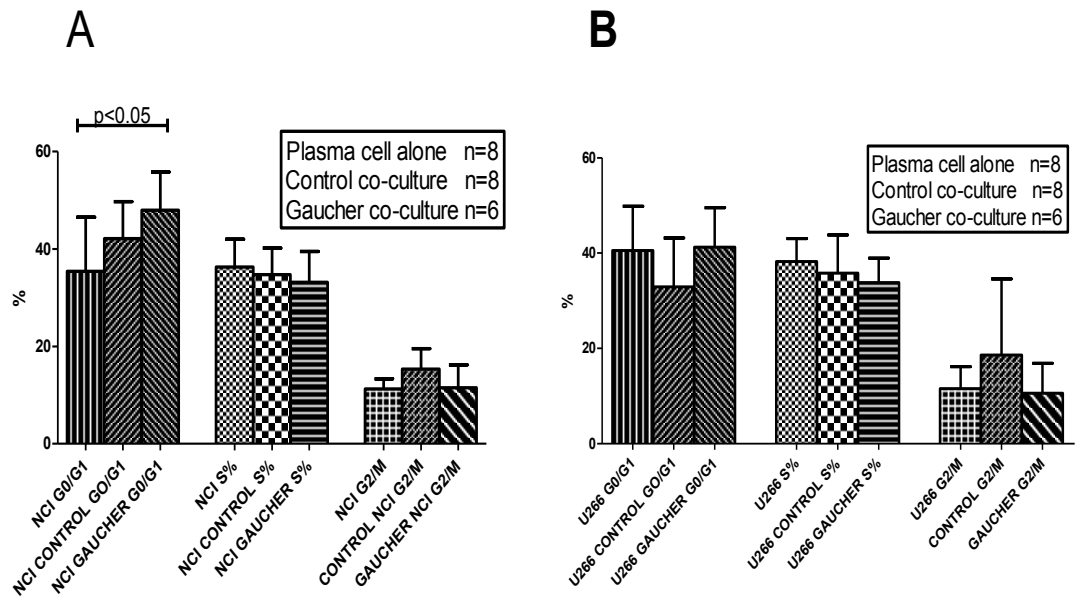 A
p<0.05
Plasma cell alone n=8
Control co-culture n=8
Gaucher co-culture n=6
60
40
20
0
%
NCI G0/G1
NCI CONTROL GO/G1
NCI GAUCHER G0/G1
NCI S%
NCI CONTROL S%
NCI GAUCHER S%
NCI G2/M
CONTROL NCI G2/M
GAUCHER NCI G2/M
B
Plasma cell alone n=8
Control co-culture n=8
Gaucher co-culture n=6
60
40
20
0
%
U266 G0/G1
U266 CONTROL GO/G1
U266 GAUCHER G0/G1
U266 S%
U266 CONTROL S%
U266 GAUCHER S%
U266 G2/M
CONTROL G2/M
GAUCHER G2/M